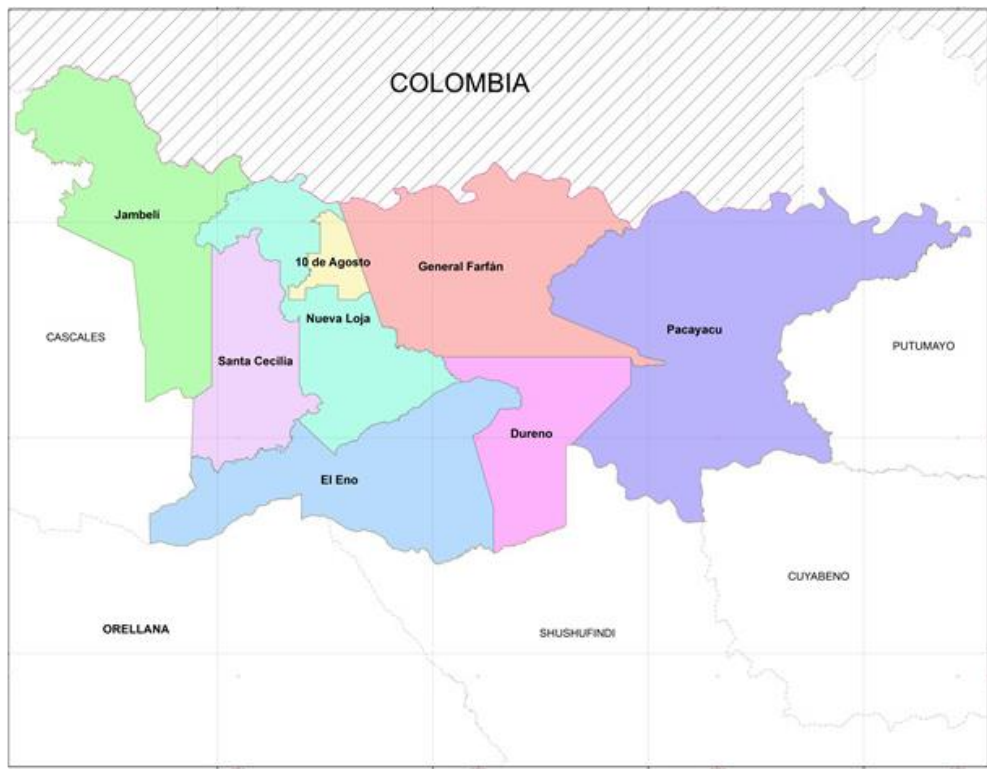 COLOMBIA
Jambelí
10 de Agosto
General Farfán
Nueva Loja
Pacayacu
CASCALES
PUTUMAYO
Santa Cecilia
Dureno
El Eno
CUYABENO
ORELLANA
SHUSHUFINDI